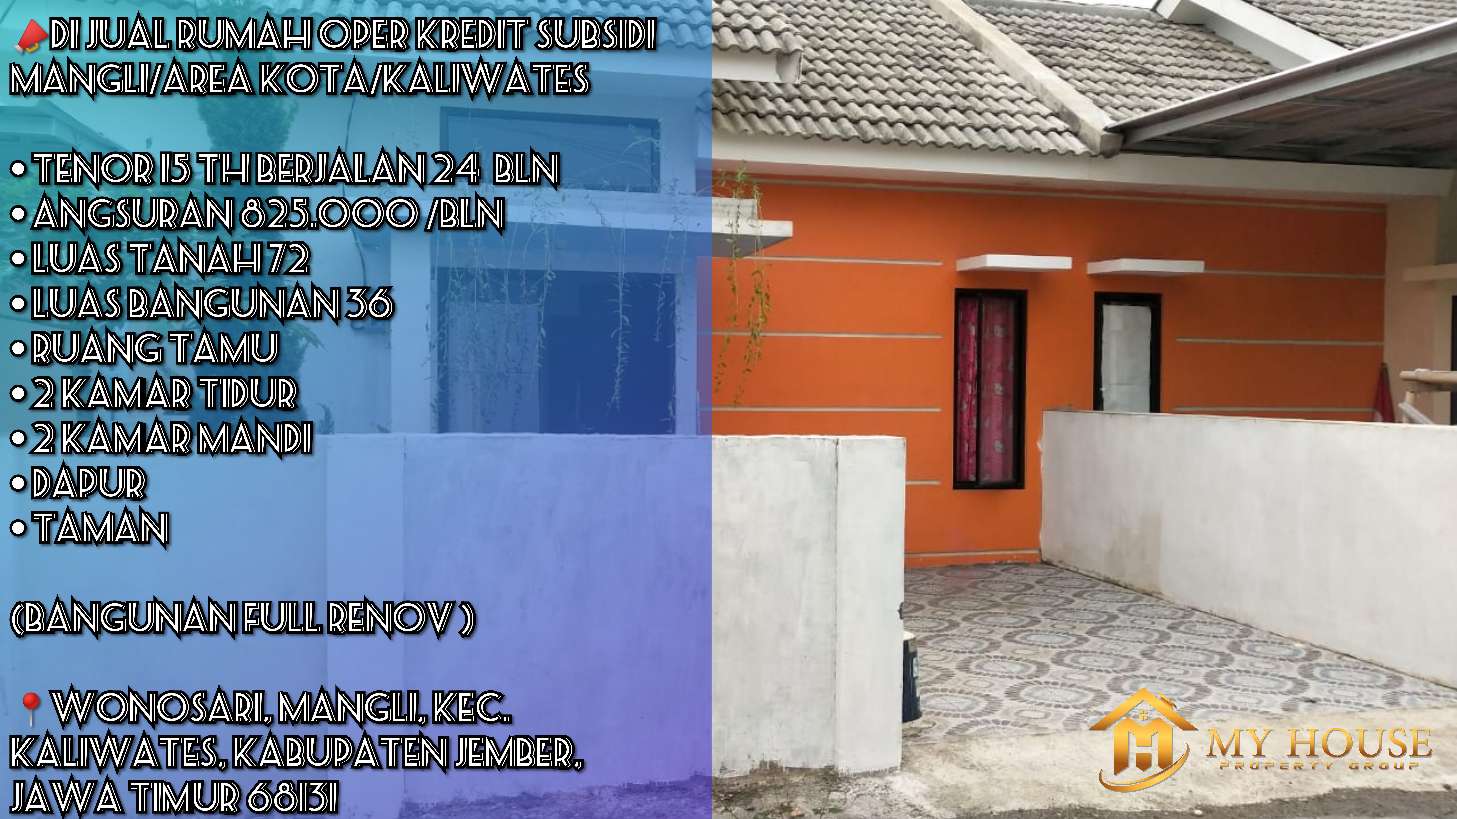 DI JUAL RUMAH OPER KREDIT SUBSIDI
MANGLI/AREA KOTA/KALIWATES
• TENOR 15 TH BERJALAN 24 BLN
• ANGSURAN 825.000 /BLN
• LUAS TANAH 72
• LUAS BANGUNAN 36
• RUANG TAMU
• 2 KAMAR TIDUR
• 2 KAMAR MANDI
• DAPUR
• TAMAN
(BANGUNAN FULL RENOV )
WONOSARI, MANGLI, KEC.
KALIWATES, KABUPATEN JEMBER,
JAWA TIMUR 68131
MY HOUSE
PROPERTY GROUP